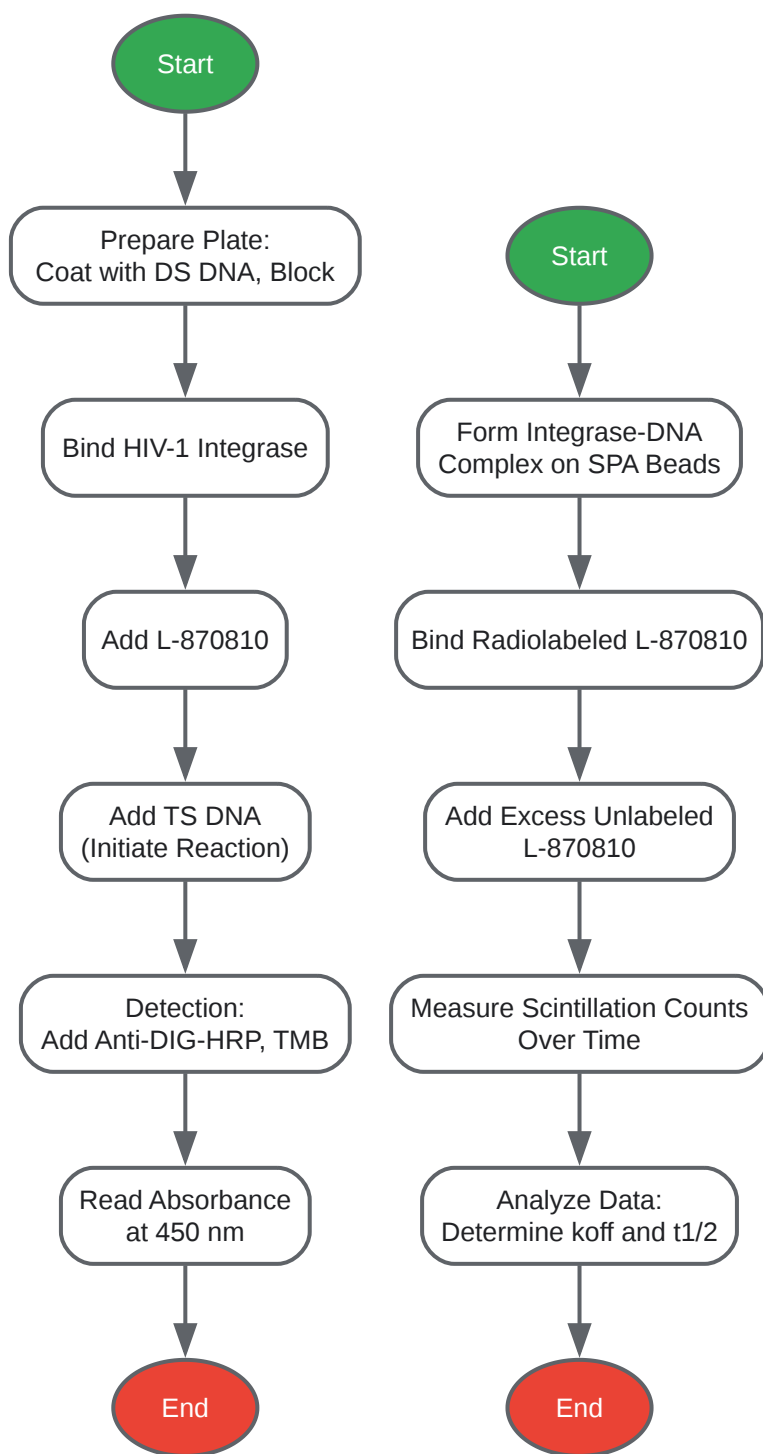 Start
Prepare Plate:
Coat with DS DNA, Block
Bind HIV-1 Integrase
Add L-870810
Add TS DNA
(Initiate Reaction)
Detection:
Add Anti-DIG-HRP, TMB
Read Absorbance
at 450 nm
End
Start
Form Integrase-DNA
Complex on SPA Beads
Bind Radiolabeled L-870810
Add Excess Unlabeled
L-870810
Measure Scintillation Counts
Over Time
Analyze Data:
Determine koff and t1/2
End